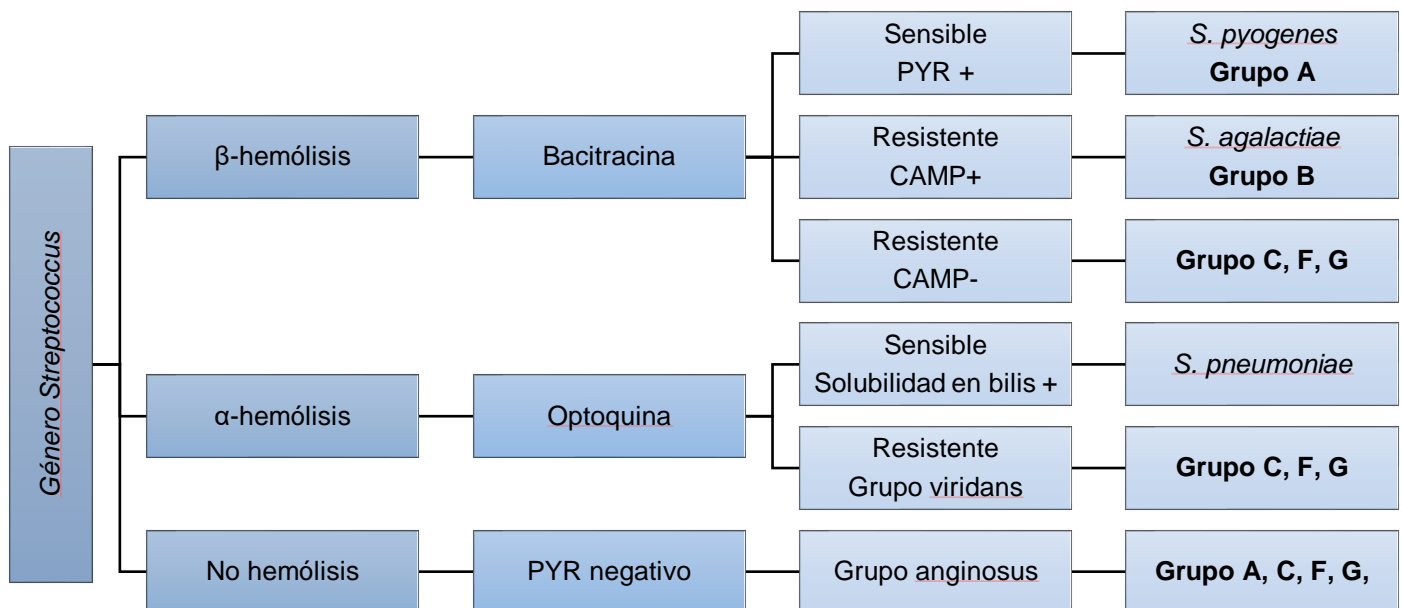 Género Streptococcus
β-hemólisis
Bacitracina
Sensible
PYR +
S. pyogenes
Grupo A
Resistente
CAMP+
S. agalactiae
Grupo B
Resistente
CAMP-
Grupo C, F, G
α-hemólisis
Optoquina
Sensible
Solubilidad en bilis +
S. pneumoniae
Resistente
Grupo viridans
Grupo C, F, G
No hemólisis
PYR negativo
Grupo anginosus
Grupo A, C, F, G,